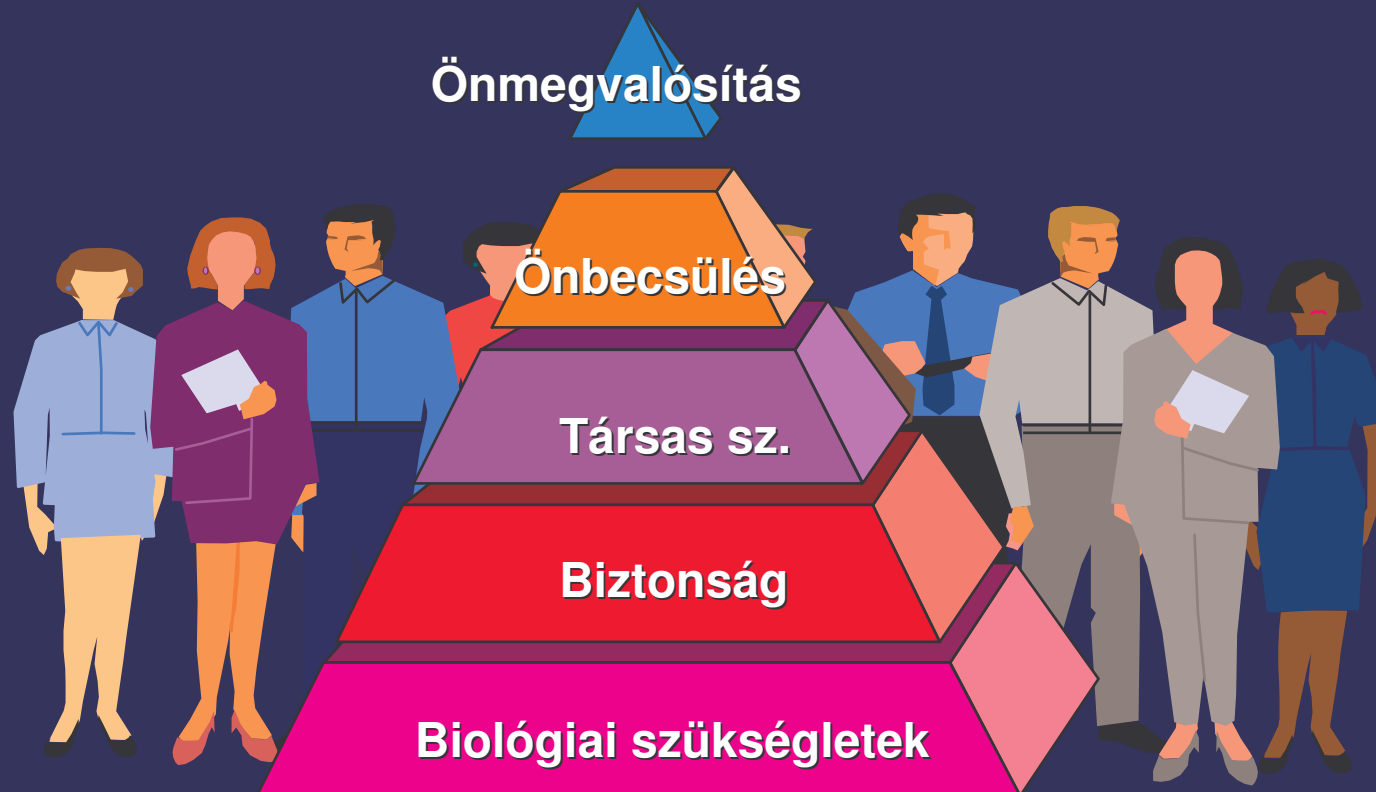 Önmegvalósítás
Önbecsülés
Társas sz.
Biztonság
Biológiai szükségletek